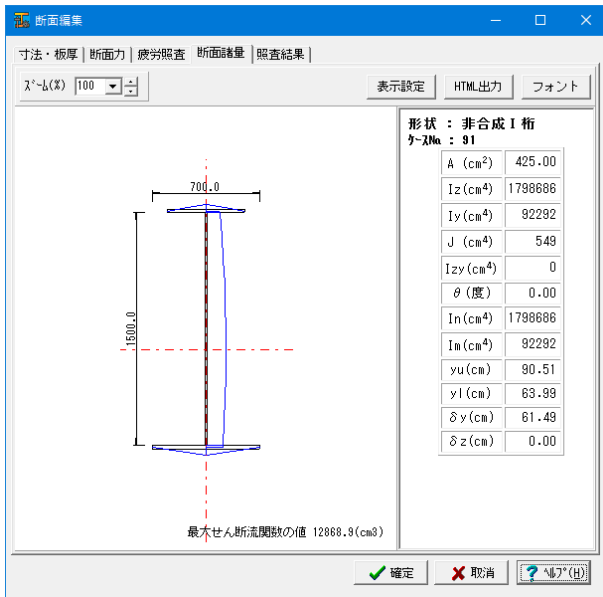 断面編集
寸法・板厚 断面力 疲労照査 断面諸量 照査結果
ｽﾞｰﾑ(%) 100 表示設定 HTML出力 フォント
形状 : 非合成I桁
ｹｰｽNo : 91
A (cm²) 425.00
Iz(cm⁴) 1798686
Iy(cm⁴) 92292
J (cm⁴) 549
Izy(cm⁴) 0
θ(度) 0.00
In(cm⁴) 1798686
Im(cm⁴) 92292
yu(cm) 90.51
yl(cm) 63.99
δy(cm) 61.49
δz(cm) 0.00
700.0
1500.0
最大せん断流関数の値 12868.9(cm3)
確定 取消 ﾍﾙﾌﾟ(H)